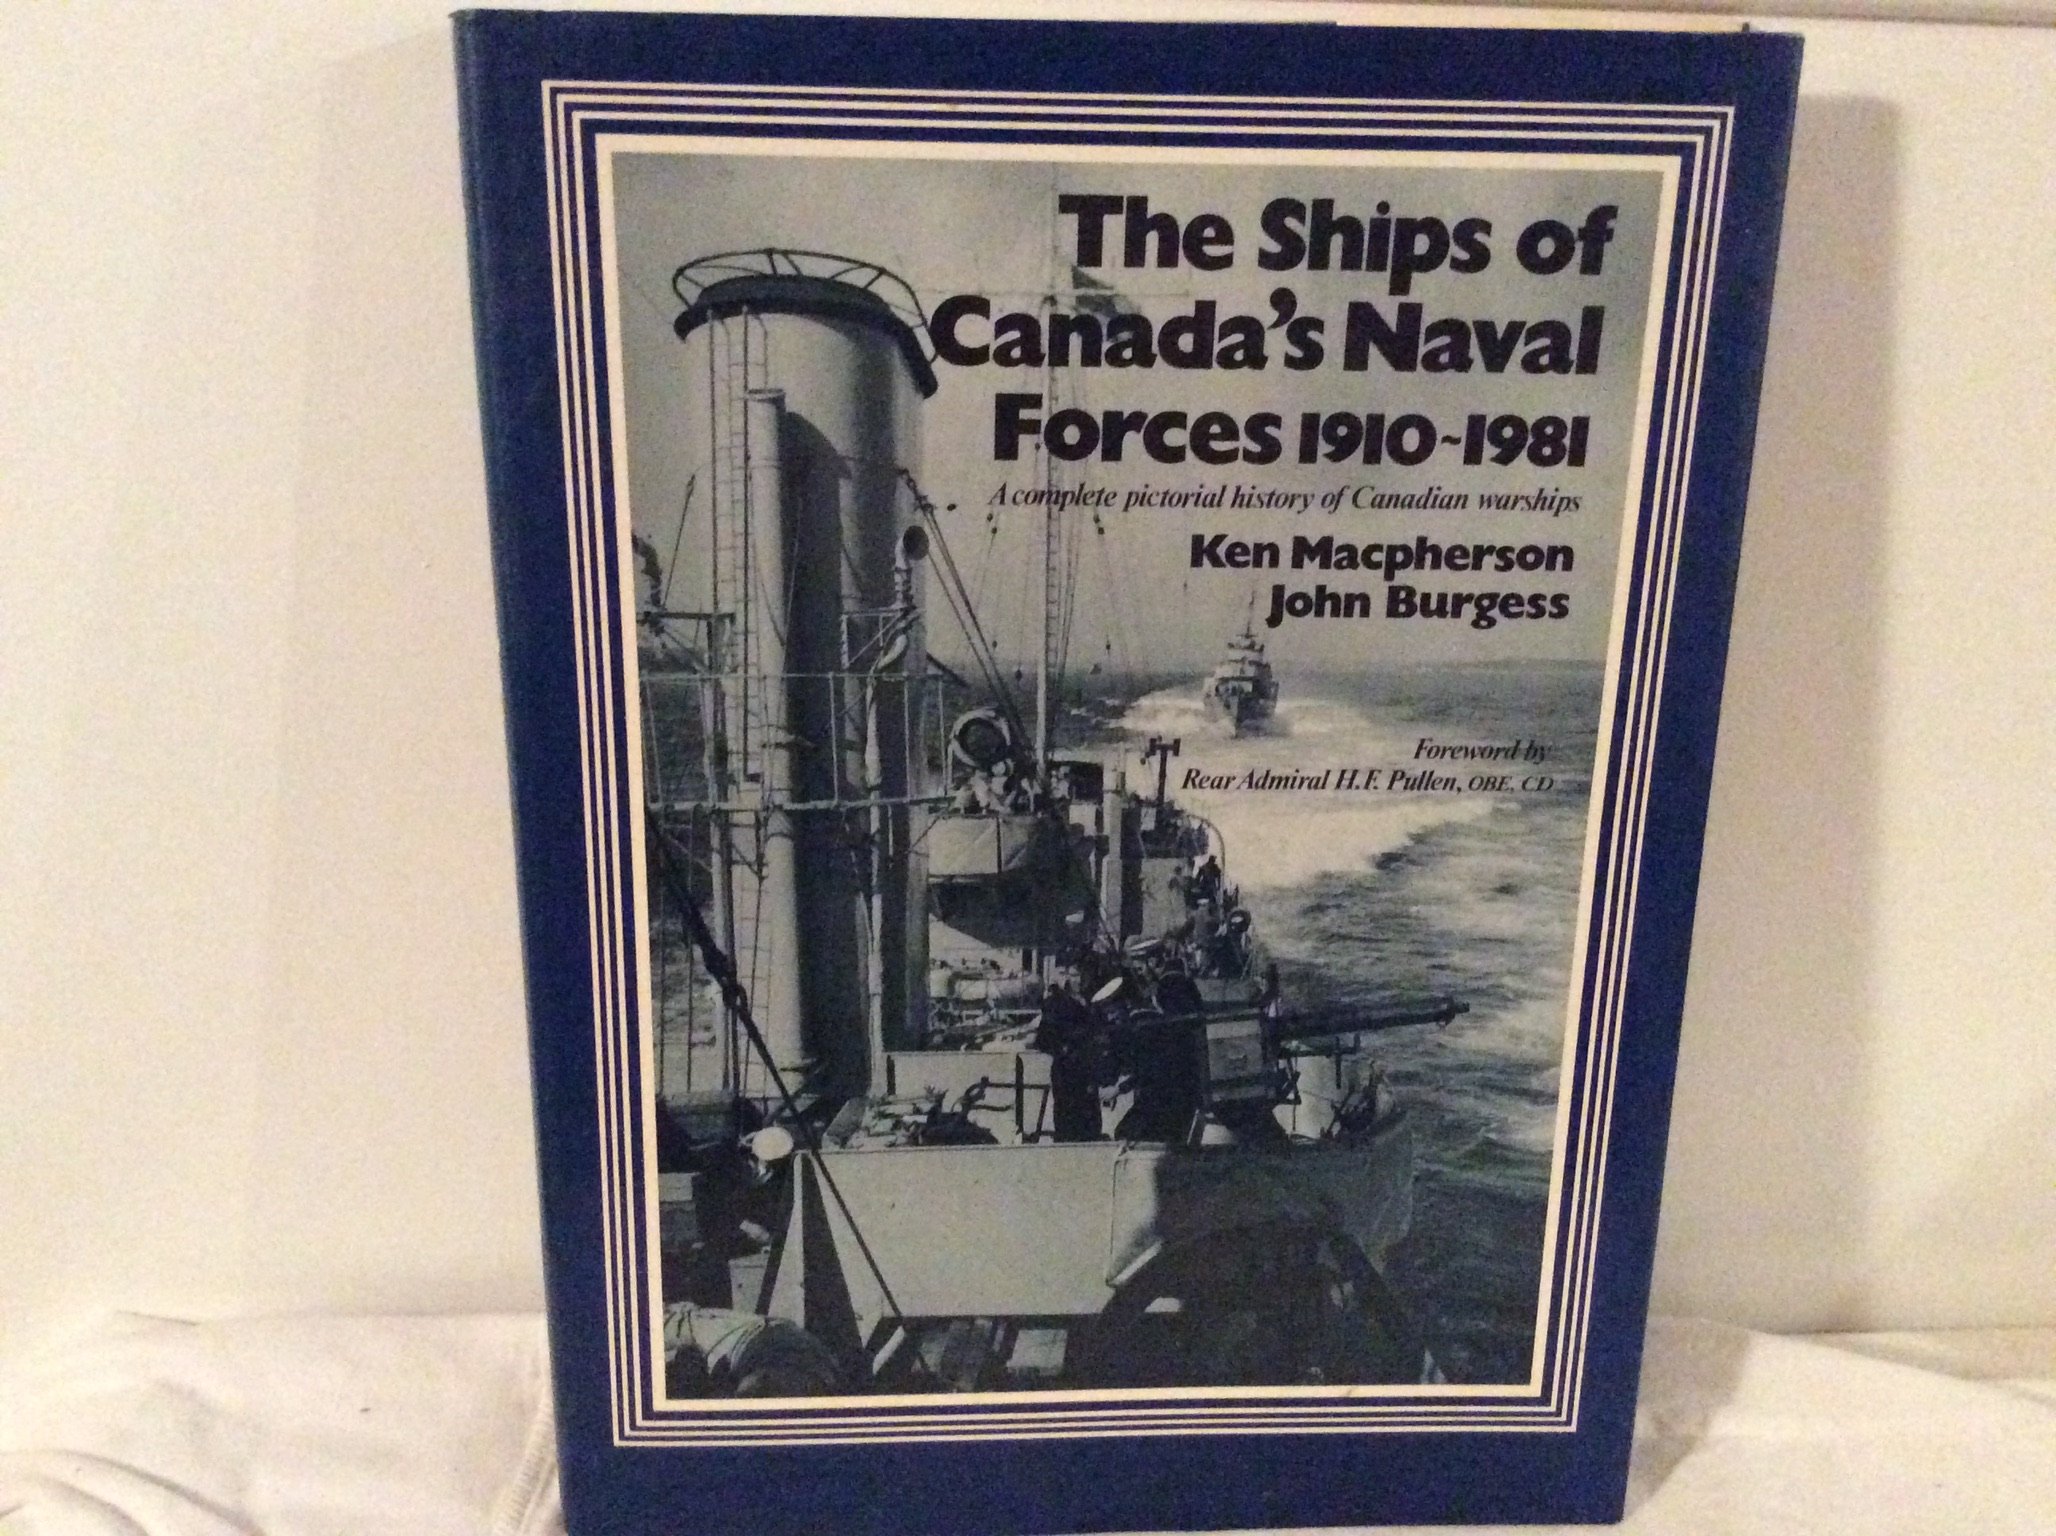 The Ships of
Canada's Naval
Forces 1910~1981
A complete pictorial history of Canadian warships
Ken Macpherson
John Burgess
Foreword by
Rear Admiral H.F. Pullen, OBE, CD